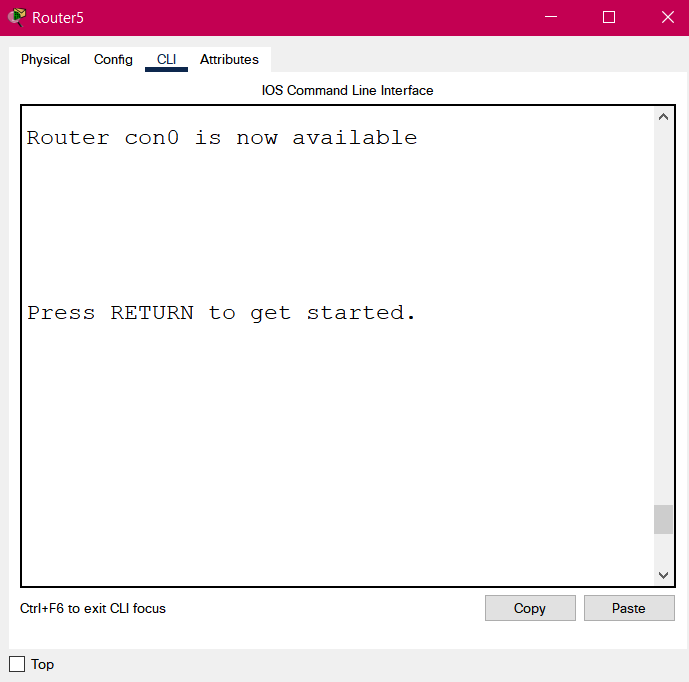 Router5
Physical Config CLI Attributes
IOS Command Line Interface
Router con0 is now available
Press RETURN to get started.
Ctrl+F6 to exit CLI focus
Copy Paste
Top